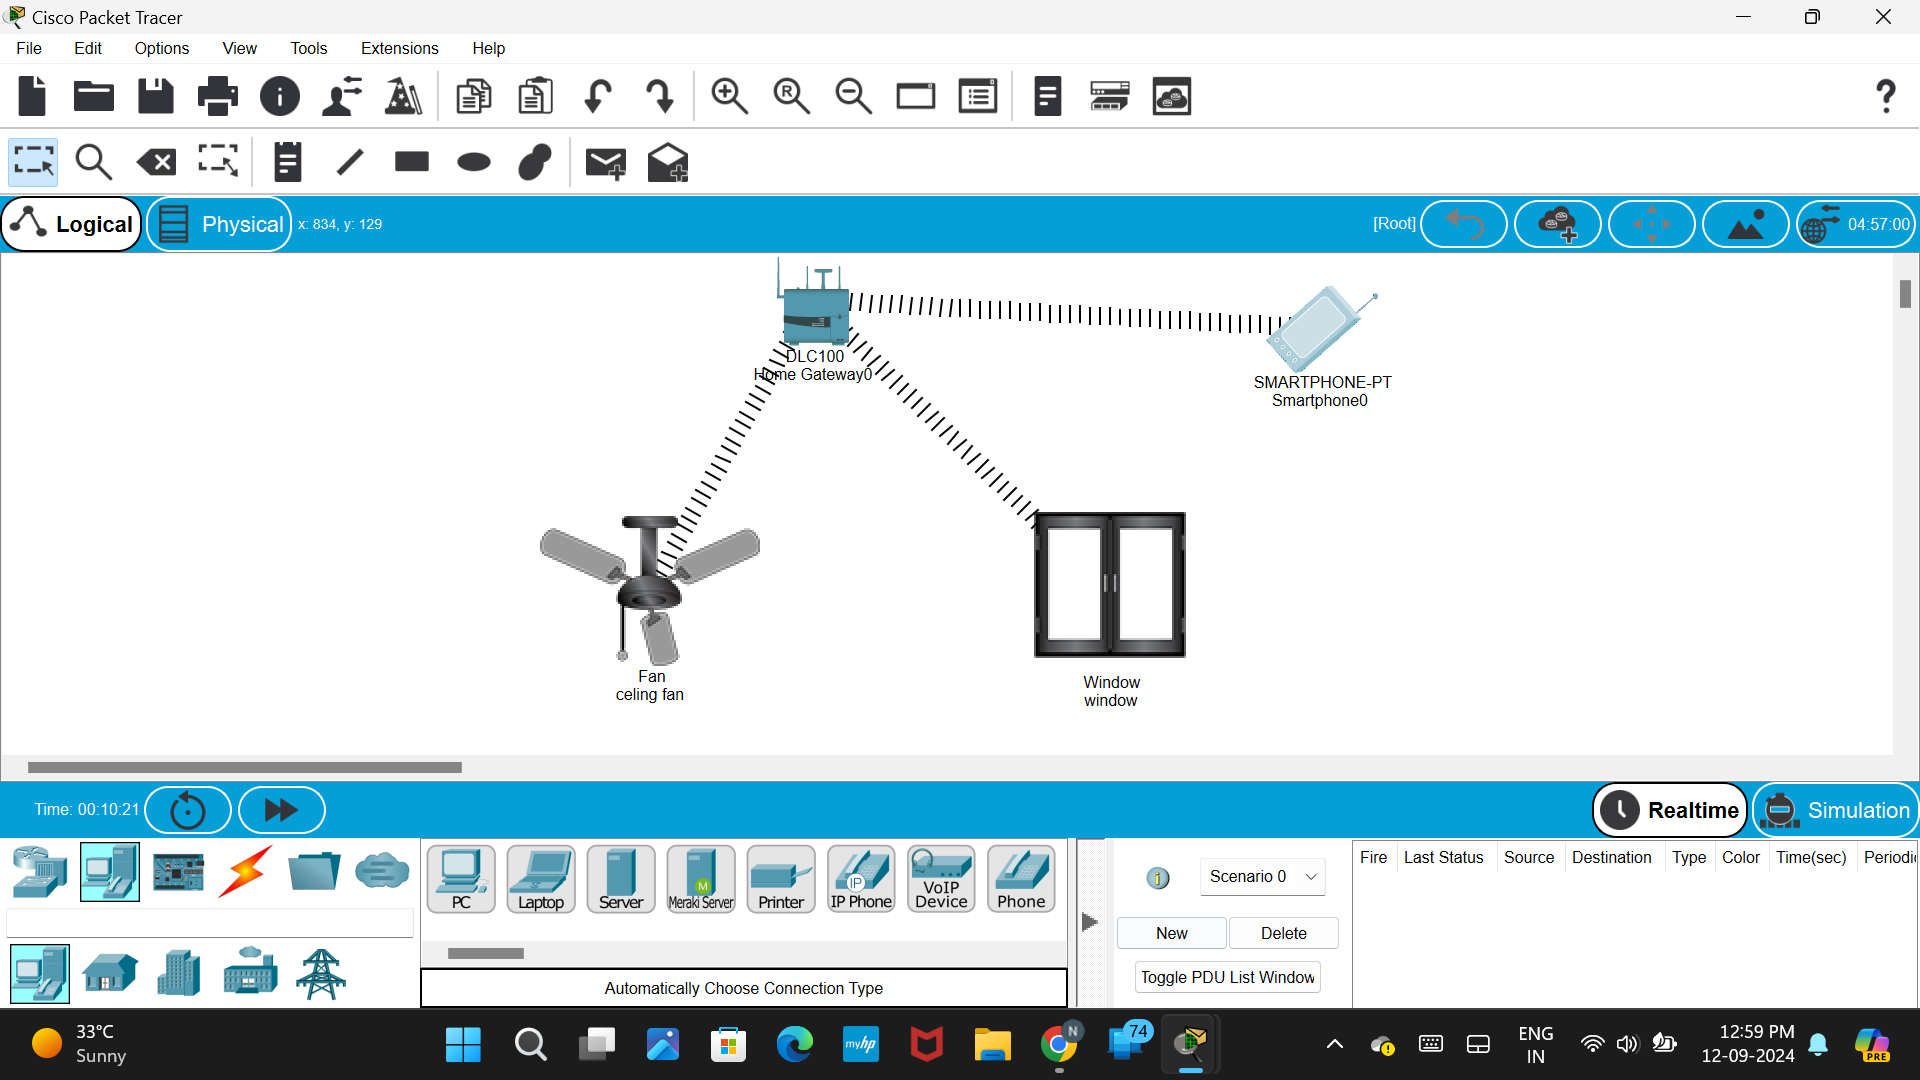 Cisco Packet Tracer
File Edit Options View Tools Extensions Help
Logical Physical x: 834, y: 129 [Root] 04:57:00
DLC100
Home Gateway0
SMARTPHONE-PT
Smartphone0
Fan
celing fan
Window
window
Time: 00:10:21 Realtime Simulation
Fire Last Status Source Destination Type Color Time(sec) Periodic
Scenario 0
PC Laptop Server Meraki Server Printer IP Phone VoIP Device Phone
New Delete
Toggle PDU List Window
Automatically Choose Connection Type
33°C
Sunny
myhp
N
74
ENG
IN
12:59 PM
12-09-2024
PRE